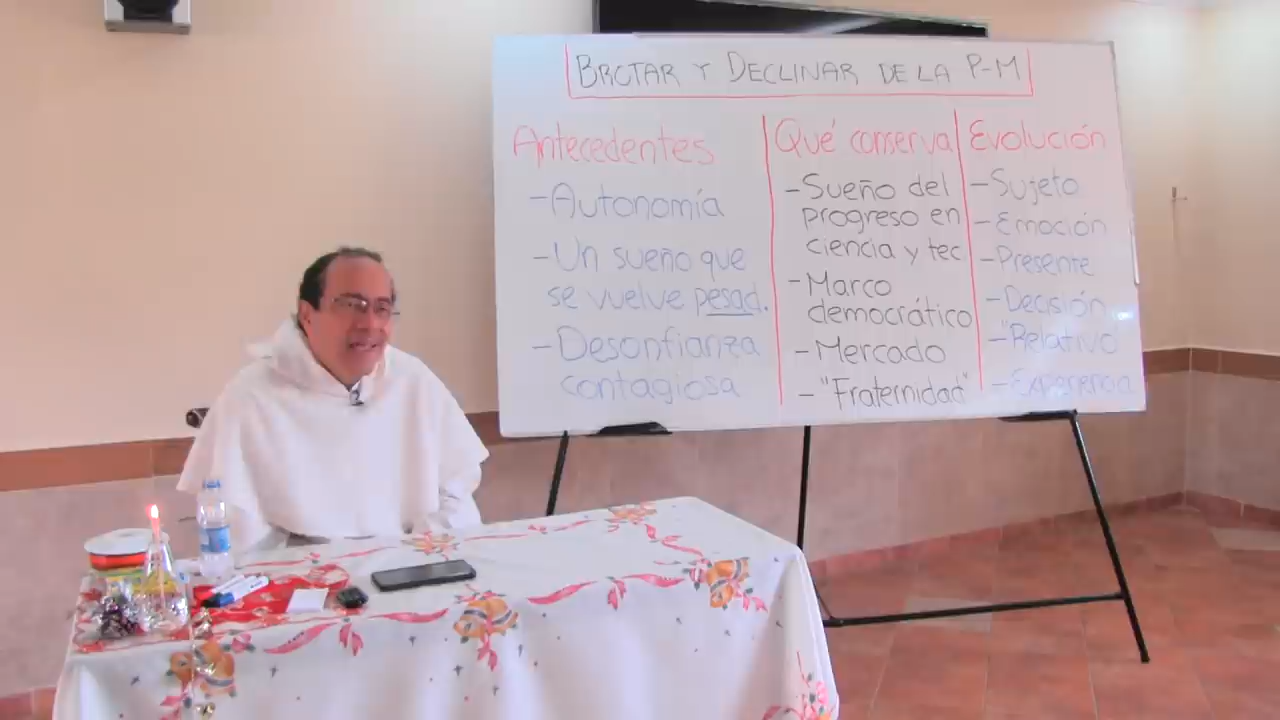 BROTAR Y DECLINAR DE LA P-M
Antecedentes
-Autonomía
-Un sueño que
se vuelve pesad.
-Desonfianza
contagiosa
Qué conserva
-Sueño del
progreso en
ciencia y tec
-Marco
democrático
-Mercado
-"Fraternidad"
Evolución
-Sujeto
-Emoción
-Presente
-Decisión
-"Relativo
-Experiencia